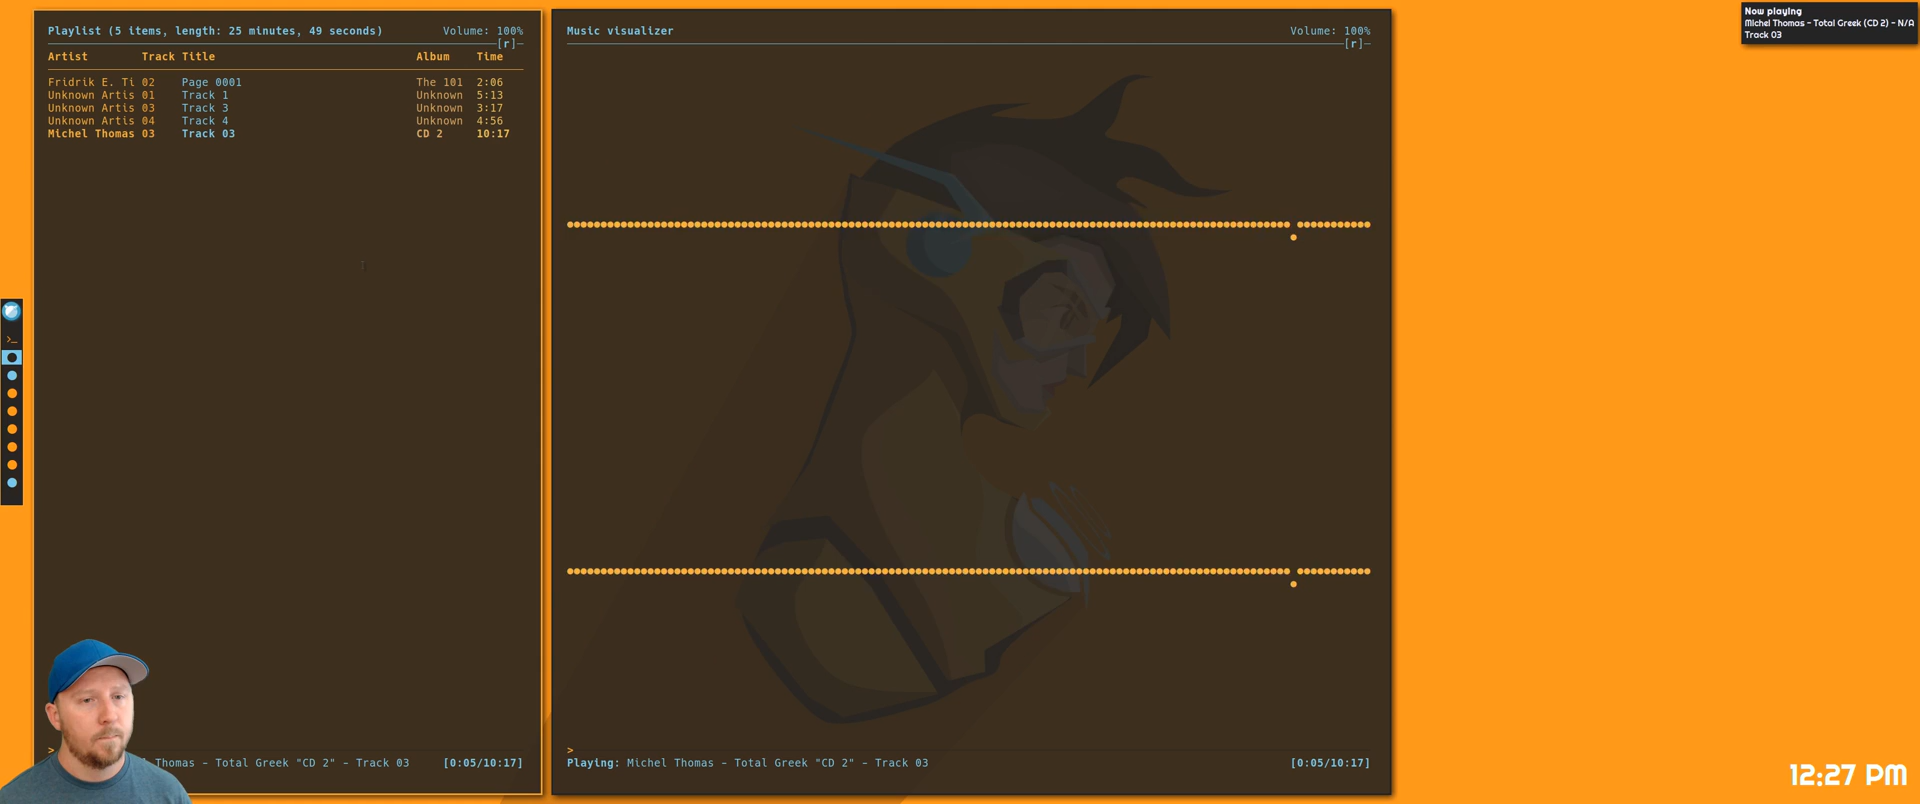 Playlist (5 items, length: 25 minutes, 49 seconds) Volume: 100%
[r]
Artist Track Title Album Time
Fridrik E. Ti 02 Page 0001 The 101 2:06
Unknown Artis 01 Track 1 Unknown 5:13
Unknown Artis 03 Track 3 Unknown 3:17
Unknown Artis 04 Track 4 Unknown 4:56
Michel Thomas 03 Track 03 CD 2 10:17
>
Thomas - Total Greek "CD 2" - Track 03 [0:05/10:17]
Music visualizer Volume: 100%
[r]
>
Playing: Michel Thomas - Total Greek "CD 2" - Track 03 [0:05/10:17]
Now playing
Michel Thomas - Total Greek (CD 2) - N/A
Track 03
>_
12:27 PM